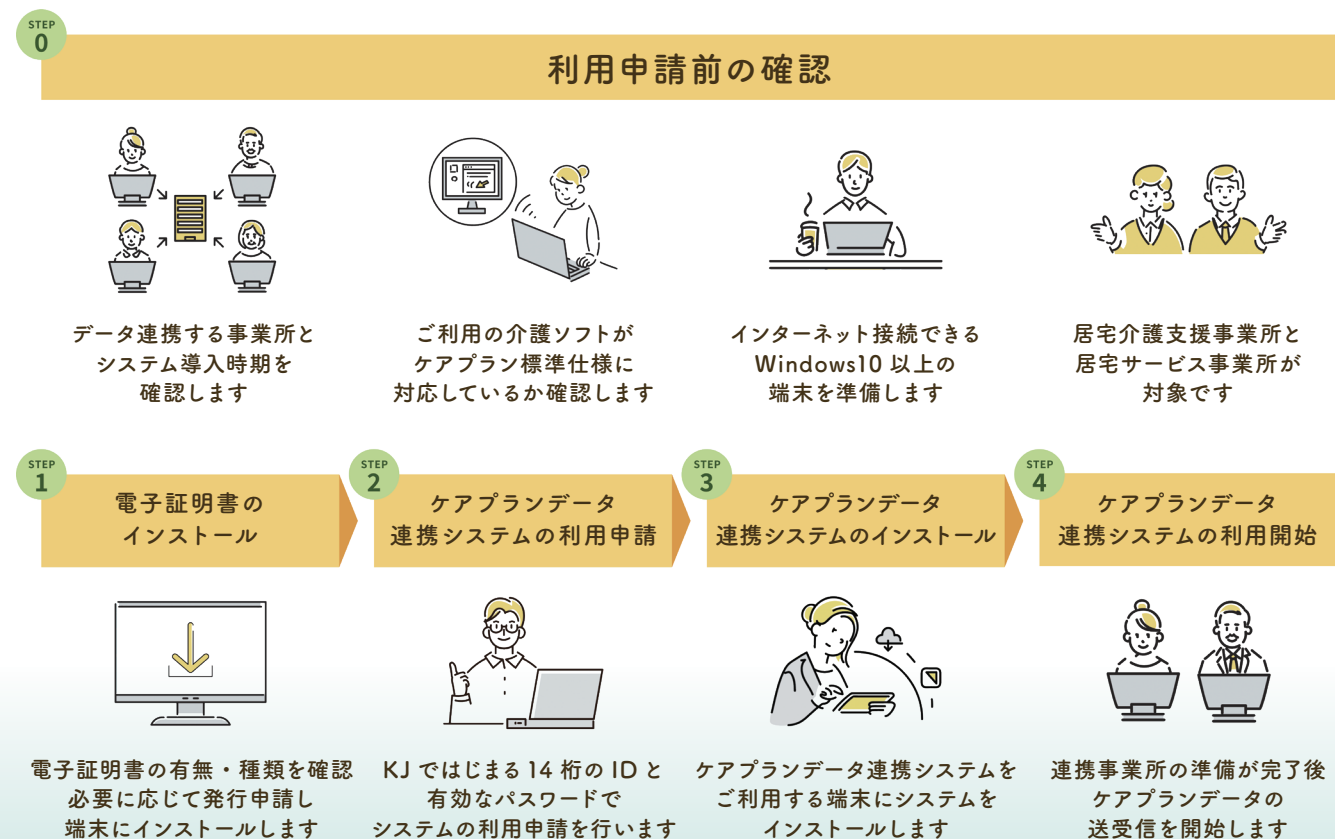 STEP
0
利用申請前の確認
データ連携する事業所と
システム導入時期を
確認します
ご利用の介護ソフトが
ケアプラン標準仕様に
対応しているか確認します
インターネット接続できる
Windows10 以上の
端末を準備します
居宅介護支援事業所と
居宅サービス事業所が
対象です
STEP
1
電子証明書の
インストール
STEP
2
ケアプランデータ
連携システムの利用申請
STEP
3
ケアプランデータ
連携システムのインストール
STEP
4
ケアプランデータ
連携システムの利用開始
電子証明書の有無・種類を確認
必要に応じて発行申請し
端末にインストールします
KJ ではじまる 14 桁の ID と
有効なパスワードで
システムの利用申請を行います
ケアプランデータ連携システムを
ご利用する端末にシステムを
インストールします
連携事業所の準備が完了後
ケアプランデータの
送受信を開始します